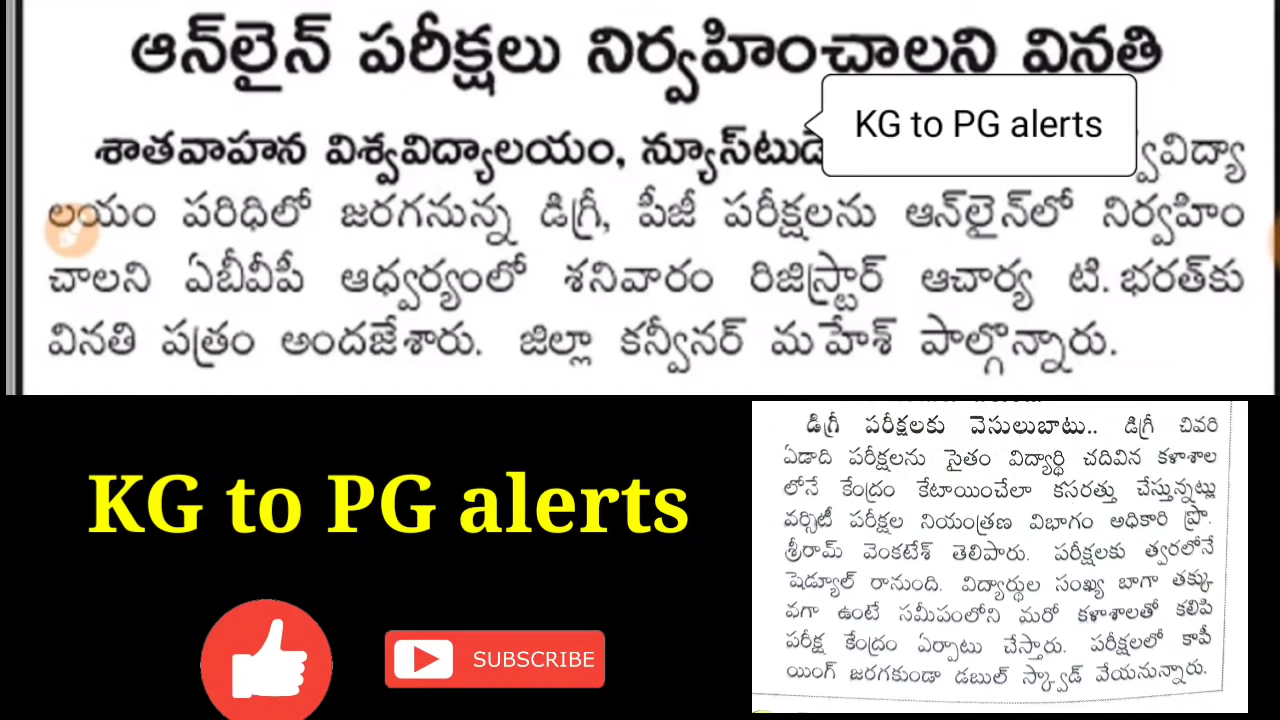 ఆన్‌లైన్ పరీక్షలు నిర్వహించాలని వినతి
KG to PG alerts
శాతవాహన విశ్వవిద్యాలయం,
లయం పరిధిలో జరగనున్న డిగ్రీ, పీజీ పరీక్షలను ఆన్‌లైన్‌లో నిర్వహిం
చాలని ఏబీవీపీ ఆధ్వర్యంలో శనివారం రిజిస్ట్రార్ ఆచార్య టి. భరత్‌కు
వినతి పత్రం అందజేశారు. జిల్లా కన్వీనర్ మహేశ్ పాల్గొన్నారు.
KG to PG alerts
SUBSCRIBE
డిగ్రీ పరీక్షలకు వెసులుబాటు.. డిగ్రీ చివరి
ఏడాది పరీక్షలను సైతం విద్యార్థి చదివిన కళాశాల
లోనే కేంద్రం కేటాయించేలా కసరత్తు చేస్తున్నట్లు
వర్సిటీ పరీక్షల నియంత్రణ విభాగం అధికారి ప్రొ.
శ్రీరామ్ వెంకటేశ్ తెలిపారు. పరీక్షలకు త్వరలోనే
షెడ్యూల్ రానుంది. విద్యార్థుల సంఖ్య బాగా తక్కు
వగా ఉంటే సమీపంలోని మరో కళాశాలతో కలిపి
పరీక్ష కేంద్రం ఏర్పాటు చేస్తారు. పరీక్షలలో కాపీ
యింగ్ జరగకుండా డబుల్ స్క్వాడ్ వేయనున్నారు.